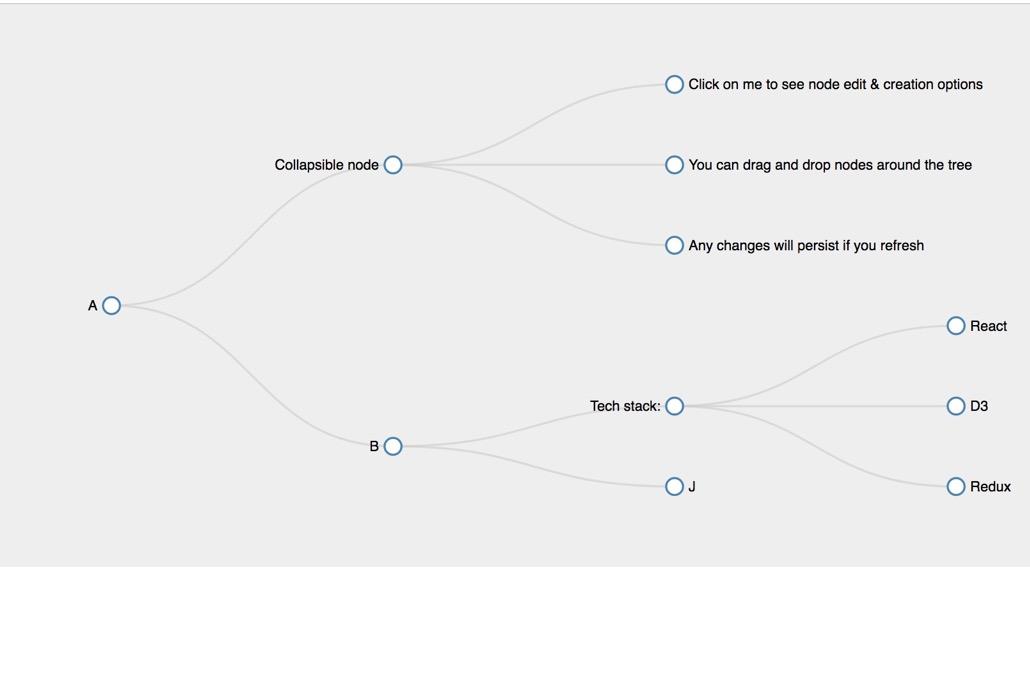 Click on me to see node edit & creation options
Collapsible node
You can drag and drop nodes around the tree
Any changes will persist if you refresh
A
React
Tech stack:
D3
B
J
Redux